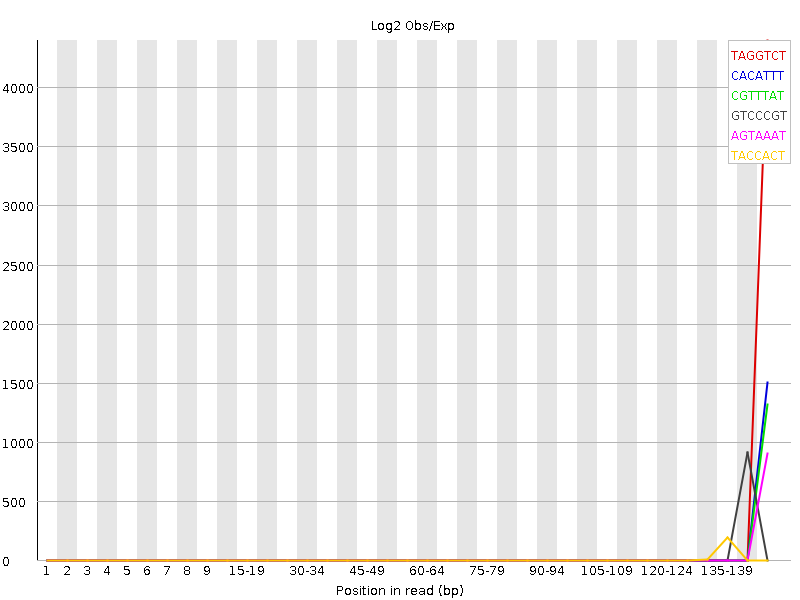 Log2 Obs/Exp
TAGGTCT
CACATTT
CGTTTAT
GTCCCGT
AGTAAAT
TACCACT
4000
3500
3000
2500
2000
1500
1000
500
0
1 2 3 4 5 6 7 8 9 15-19 30-34 45-49 60-64 75-79 90-94 105-109 120-124 135-139
Position in read (bp)